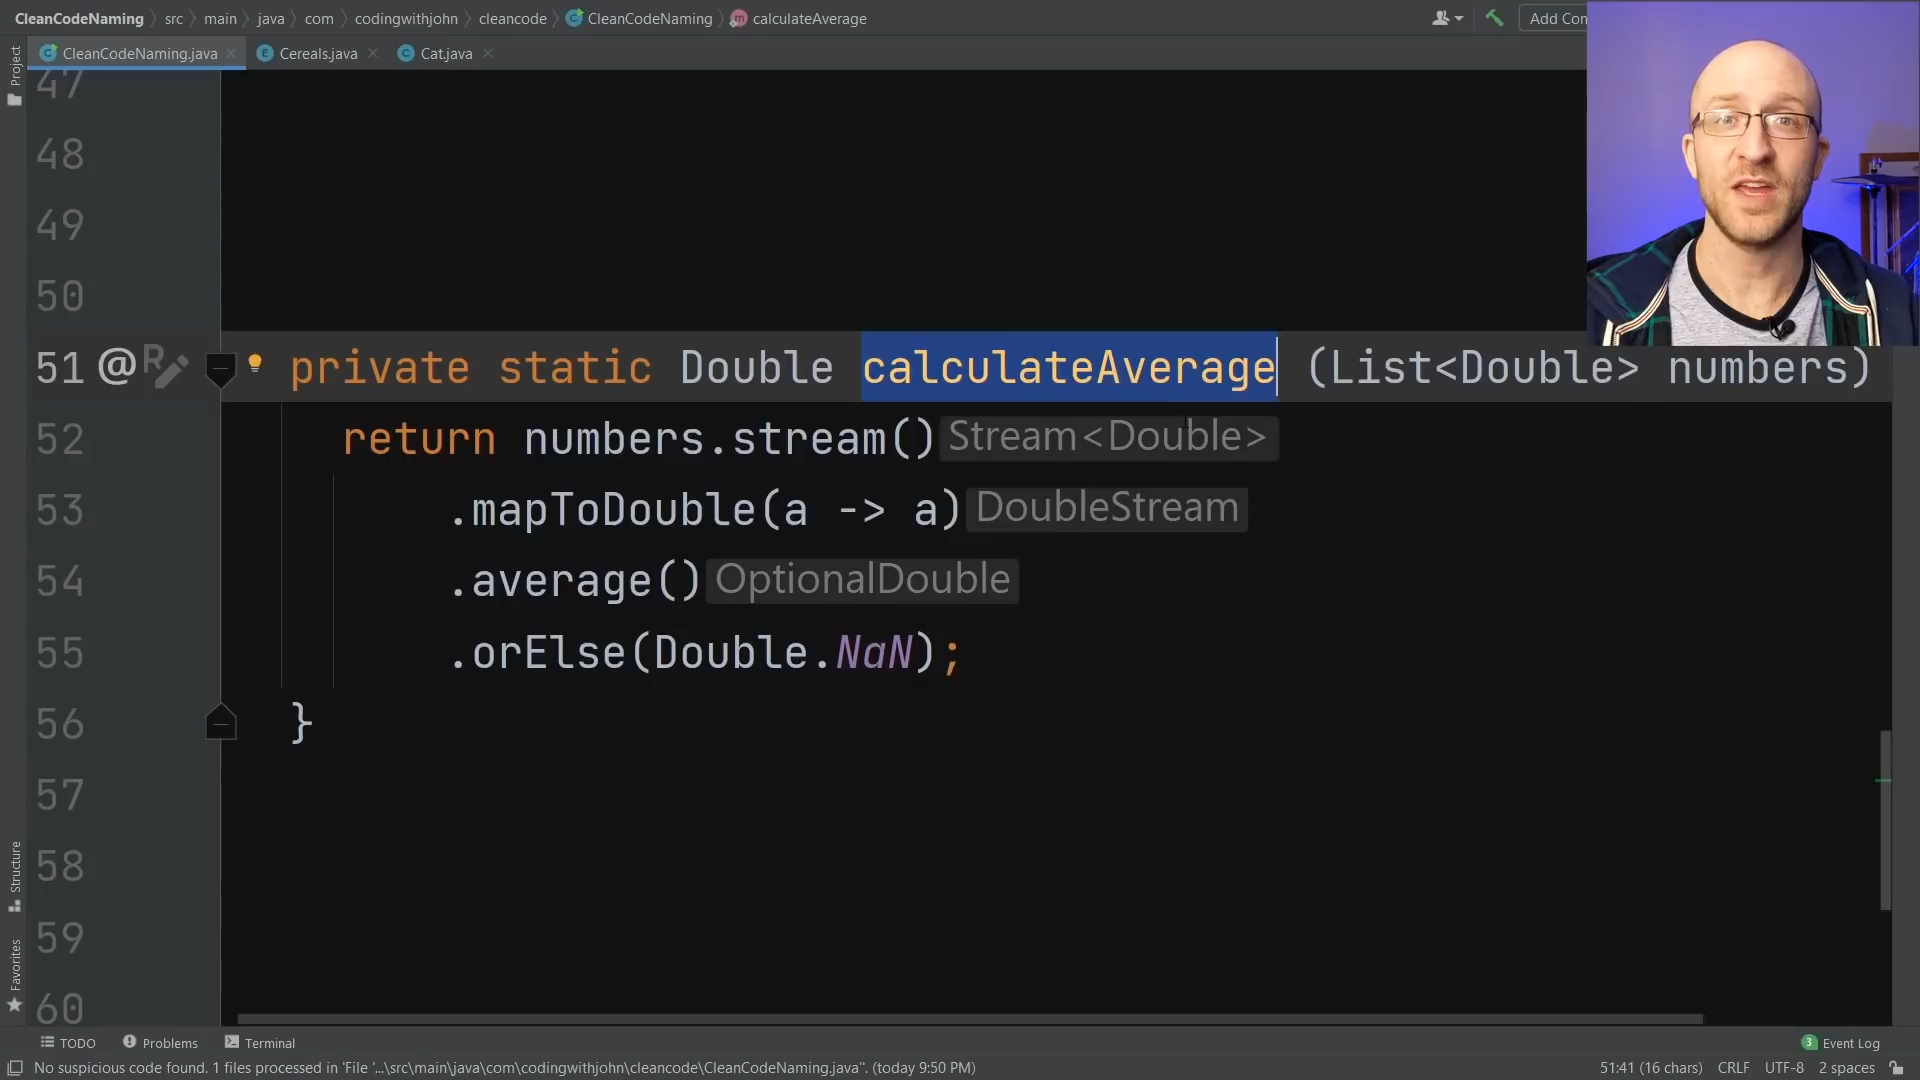 CleanCodeNaming src main java com codingwithjohn cleancode CleanCodeNaming calculateAverage Add Con
Project
CleanCodeNaming.java Cereals.java Cat.java
47
48
49
50
51 @ R private static Double calculateAverage (List<Double> numbers)
52 return numbers.stream() Stream<Double>
53 .mapToDouble(a -> a) DoubleStream
54 .average() OptionalDouble
55 .orElse(Double.NaN);
56 }
57
58
59
60
Structure
Favorites
TODO Problems Terminal 3 Event Log
No suspicious code found. 1 files processed in 'File '...\src\main\java\com\codingwithjohn\cleancode\CleanCodeNaming.java''. (today 9:50 PM) 51:41 (16 chars) CRLF UTF-8 2 spaces